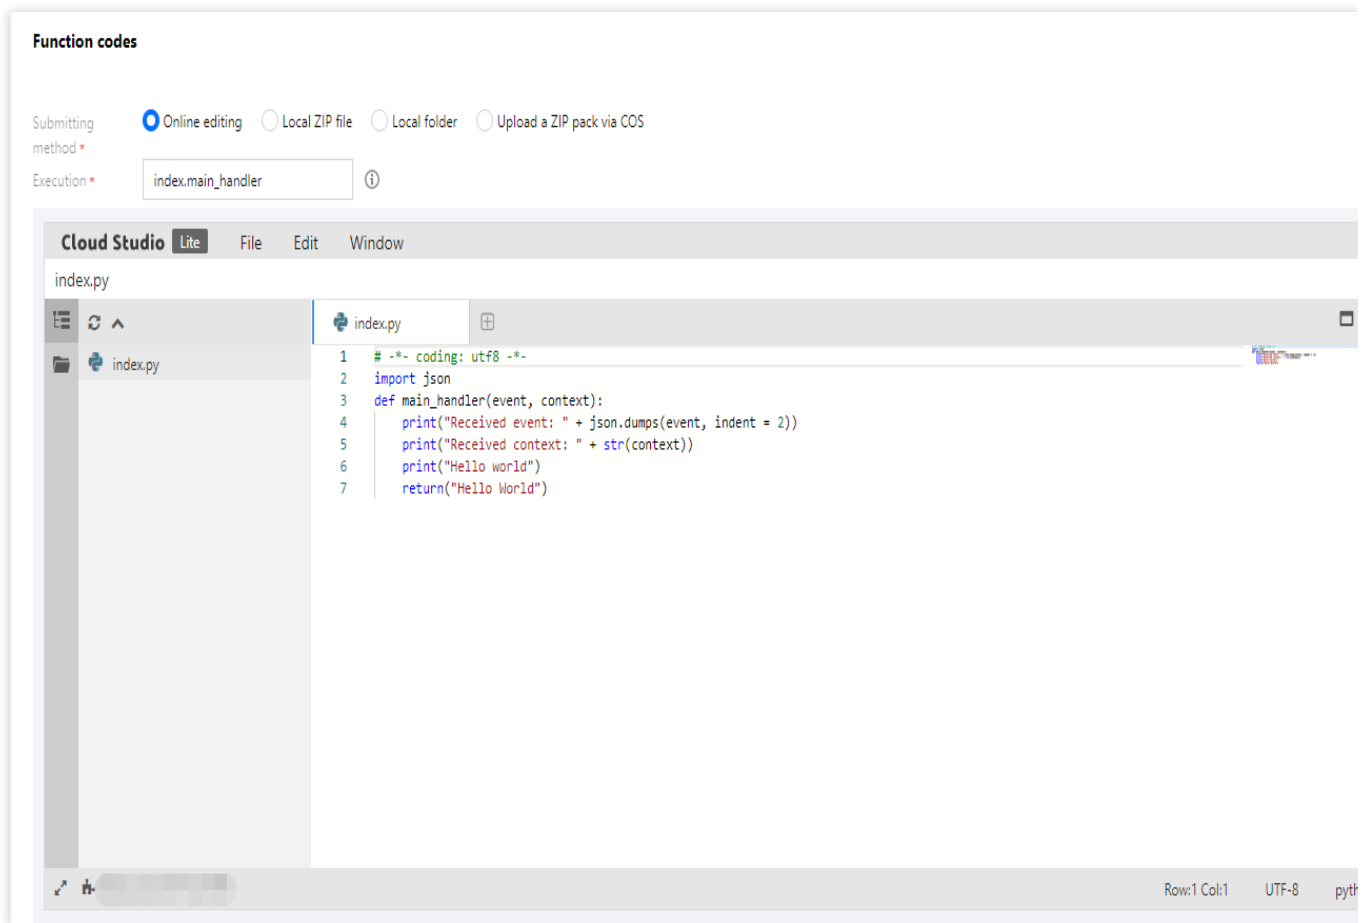 Function codes
Submitting method *
Online editing Local ZIP file Local folder Upload a ZIP pack via COS
Execution *
index.main_handler
Cloud Studio Lite File Edit Window
index.py
index.py
index.py
1 # -*- coding: utf8 -*-
2 import json
3 def main_handler(event, context):
4     print("Received event: " + json.dumps(event, indent = 2))
5     print("Received context: " + str(context))
6     print("Hello world")
7     return("Hello World")
Row:1 Col:1 UTF-8